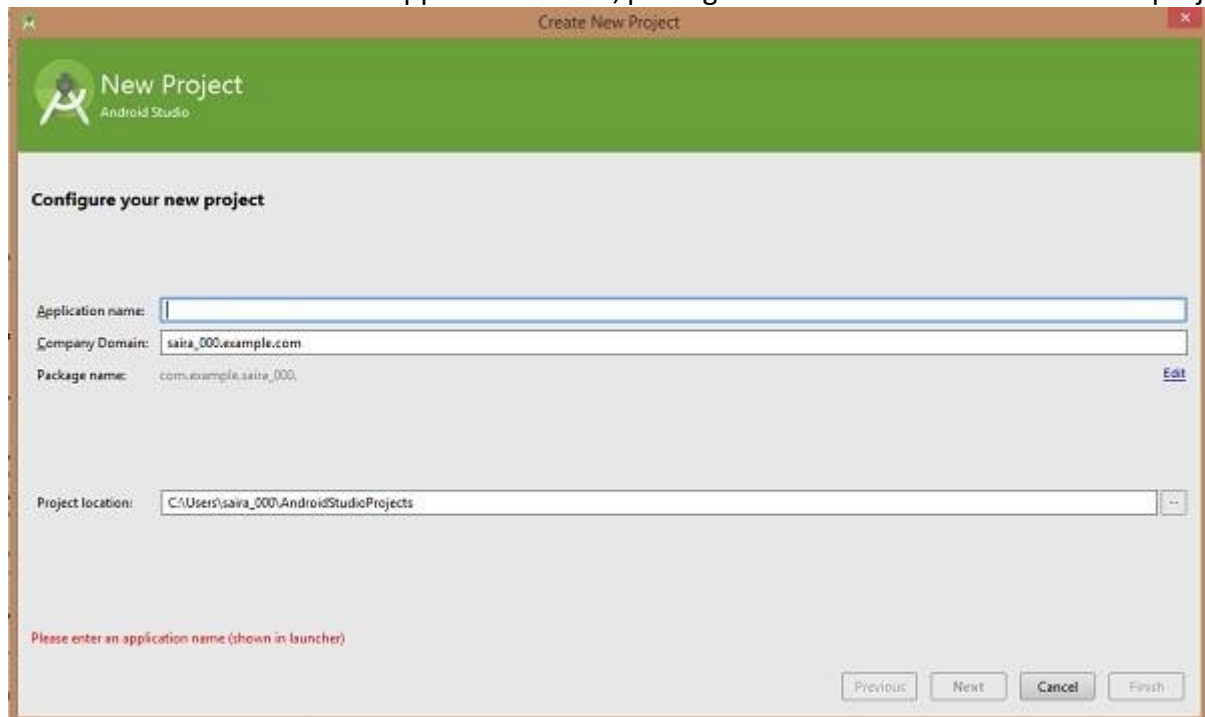 Create New Project
New Project
Android Studio
Configure your new project
Application name:
Company Domain: saira_000.example.com
Package name: com.example.saira_000. Edit
Project location: C:\Users\saira_000\AndroidStudioProjects ...
Please enter an application name (shown in launcher)
Previous Next Cancel Finish